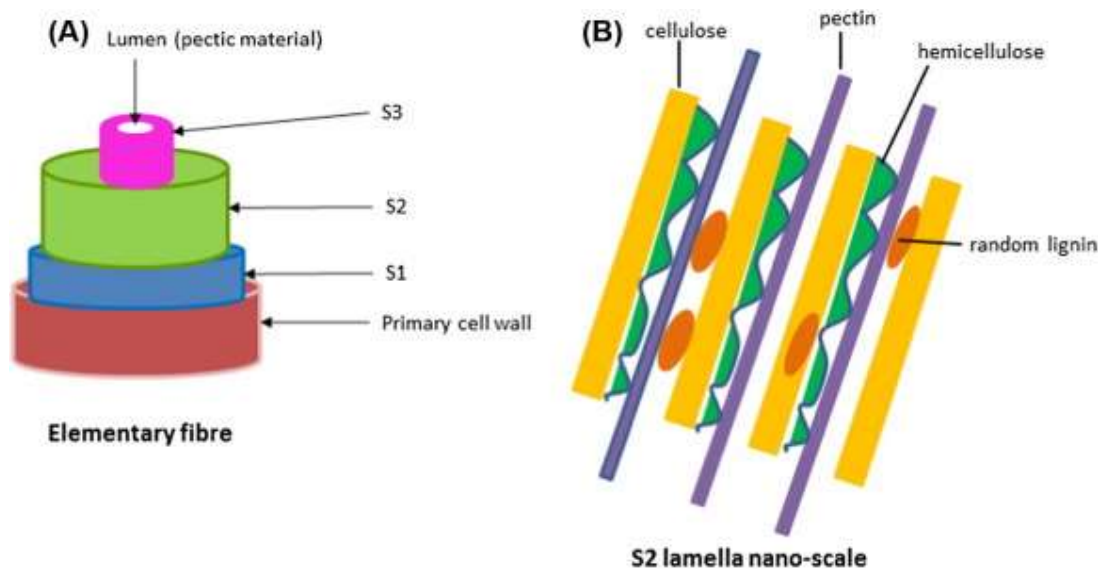 (A)
Lumen (pectic material)
S3
S2
S1
Primary cell wall
Elementary fibre
(B)
cellulose
pectin
hemicellulose
random lignin
S2 lamella nano-scale